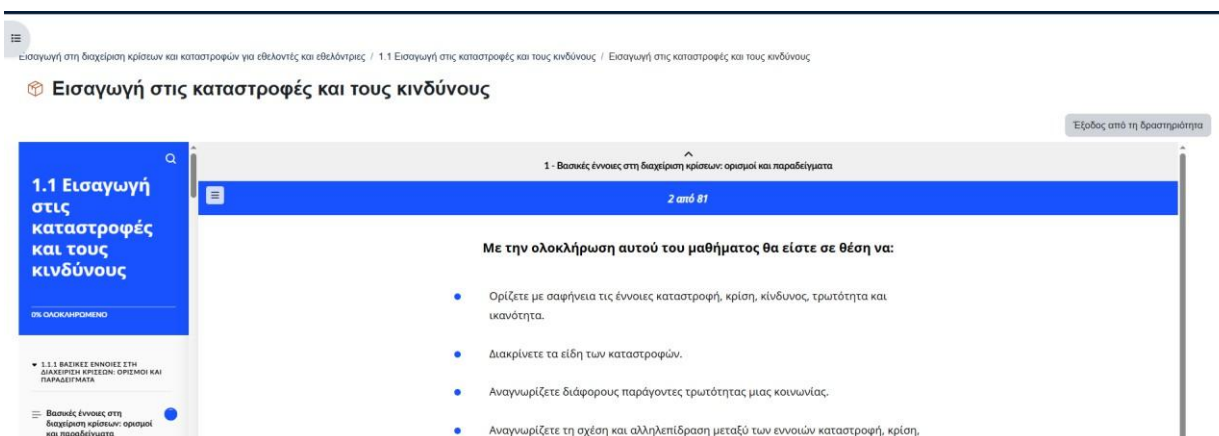 Εισαγωγή στη διαχείριση κρίσεων και καταστροφών για εθελοντές και εθελόντριες / 1.1 Εισαγωγή στις καταστροφές και τους κινδύνους / Εισαγωγή στις καταστροφές και τους κινδύνους
Εισαγωγή στις καταστροφές και τους κινδύνους
Έξοδος από τη δραστηριότητα
1.1 Εισαγωγή
στις
καταστροφές
και τους
κινδύνους
0% ΟΛΟΚΛΗΡΩΜΕΝΟ
1.1.1 ΒΑΣΙΚΕΣ ΕΝΝΟΙΕΣ ΣΤΗ
ΔΙΑΧΕΙΡΙΣΗ ΚΡΙΣΕΩΝ: ΟΡΙΣΜΟΙ ΚΑΙ
ΠΑΡΑΔΕΙΓΜΑΤΑ
Βασικές έννοιες στη
διαχείριση κρίσεων: ορισμοί
και παραδείγματα
1 - Βασικές έννοιες στη διαχείριση κρίσεων: ορισμοί και παραδείγματα
2 από 81
Με την ολοκλήρωση αυτού του μαθήματος θα είστε σε θέση να:
Ορίζετε με σαφήνεια τις έννοιες καταστροφή, κρίση, κίνδυνος, τρωτότητα και
ικανότητα.
Διακρίνετε τα είδη των καταστροφών.
Αναγνωρίζετε διάφορους παράγοντες τρωτότητας μιας κοινωνίας.
Αναγνωρίζετε τη σχέση και αλληλεπίδραση μεταξύ των εννοιών καταστροφή, κρίση,